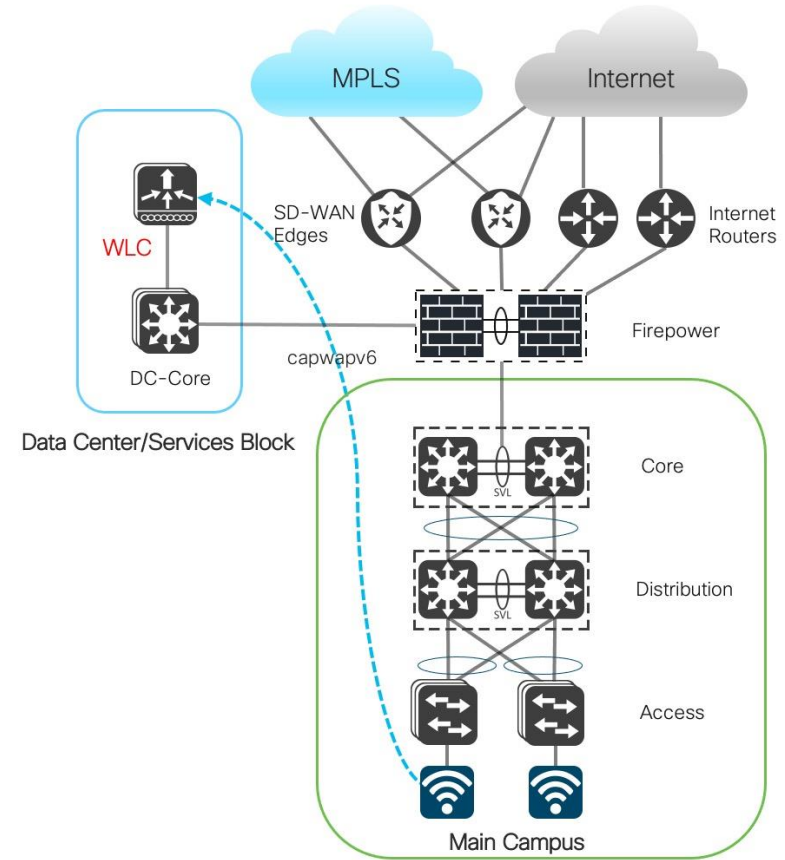 MPLS
Internet
SD-WAN
Edges
Internet
Routers
WLC
DC-Core
capwapv6
Firepower
Data Center/Services Block
SVL
Core
SVL
Distribution
Access
Main Campus